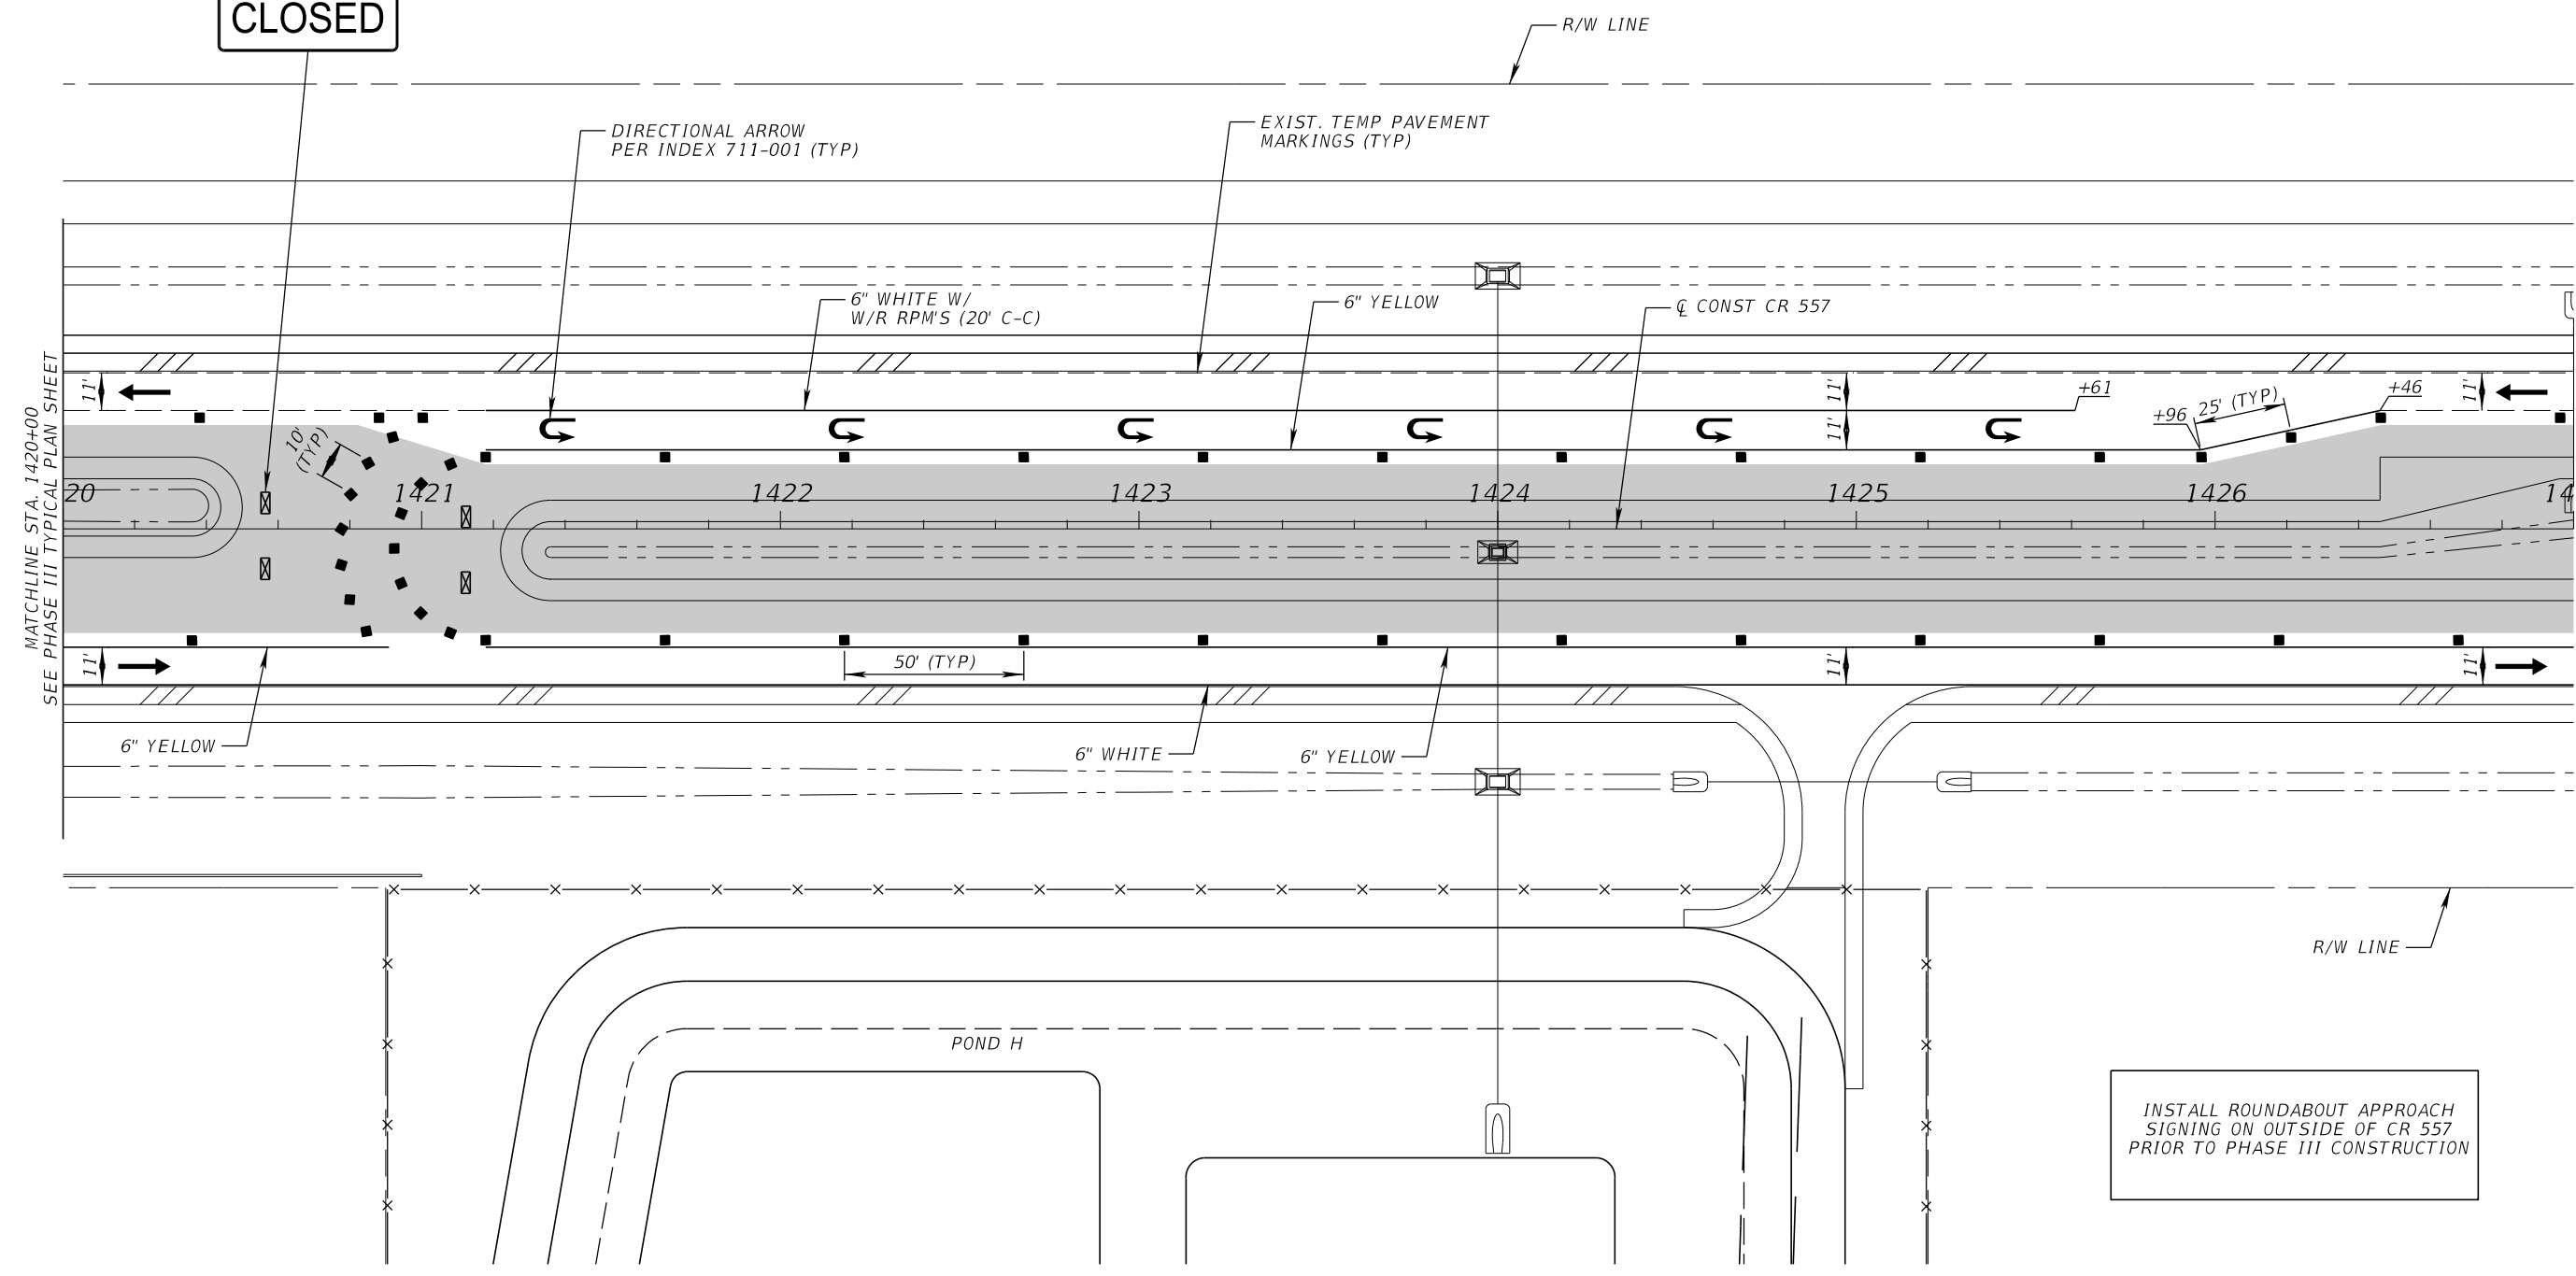 CLOSED
R/W LINE
DIRECTIONAL ARROW
PER INDEX 711-001 (TYP)
EXIST. TEMP PAVEMENT
MARKINGS (TYP)
6" WHITE W/
W/R RPM'S (20' C-C)
6" YELLOW
℄ CONST CR 557
MATCHLINE STA. 1420+00
SEE PHASE III TYPICAL PLAN SHEET
11'
11'
11'
+61
+96
25' (TYP)
+46
11'
10'
(TYP)
20
1421
1422
1423
1424
1425
1426
14
11'
50' (TYP)
11'
11'
6" YELLOW
6" WHITE
6" YELLOW
R/W LINE
POND H
INSTALL ROUNDABOUT APPROACH
SIGNING ON OUTSIDE OF CR 557
PRIOR TO PHASE III CONSTRUCTION